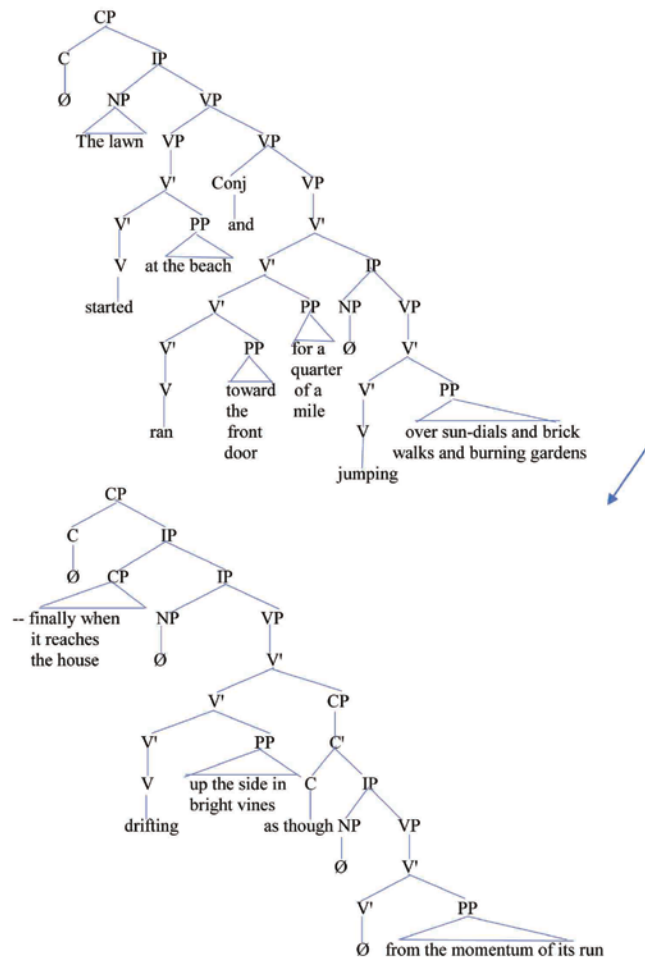 CP
C IP
Ø NP VP
The lawn VP VP
V' Conj VP
V' PP and V'
V at the beach V' IP
started V' PP NP VP
V' PP for a Ø V'
V toward quarter V' PP
ran the of a V over sun-dials and brick
front mile walks and burning gardens
door jumping
CP
C IP
Ø CP IP
-- finally when NP VP
it reaches
the house Ø V'
V' CP
V' PP C'
V up the side in C IP
bright vines
drifting as though NP VP
Ø V'
V' PP
Ø from the momentum of its run